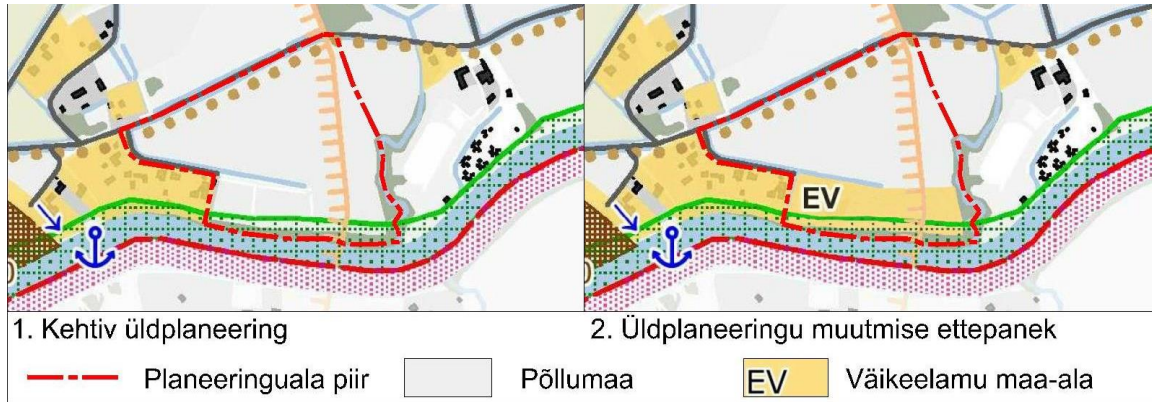 EV
1. Kehtiv üldplaneering
2. Üldplaneeringu muutmise ettepanek
Planeeringuala piir
Põllumaa
EV
Väikeelamu maa-ala